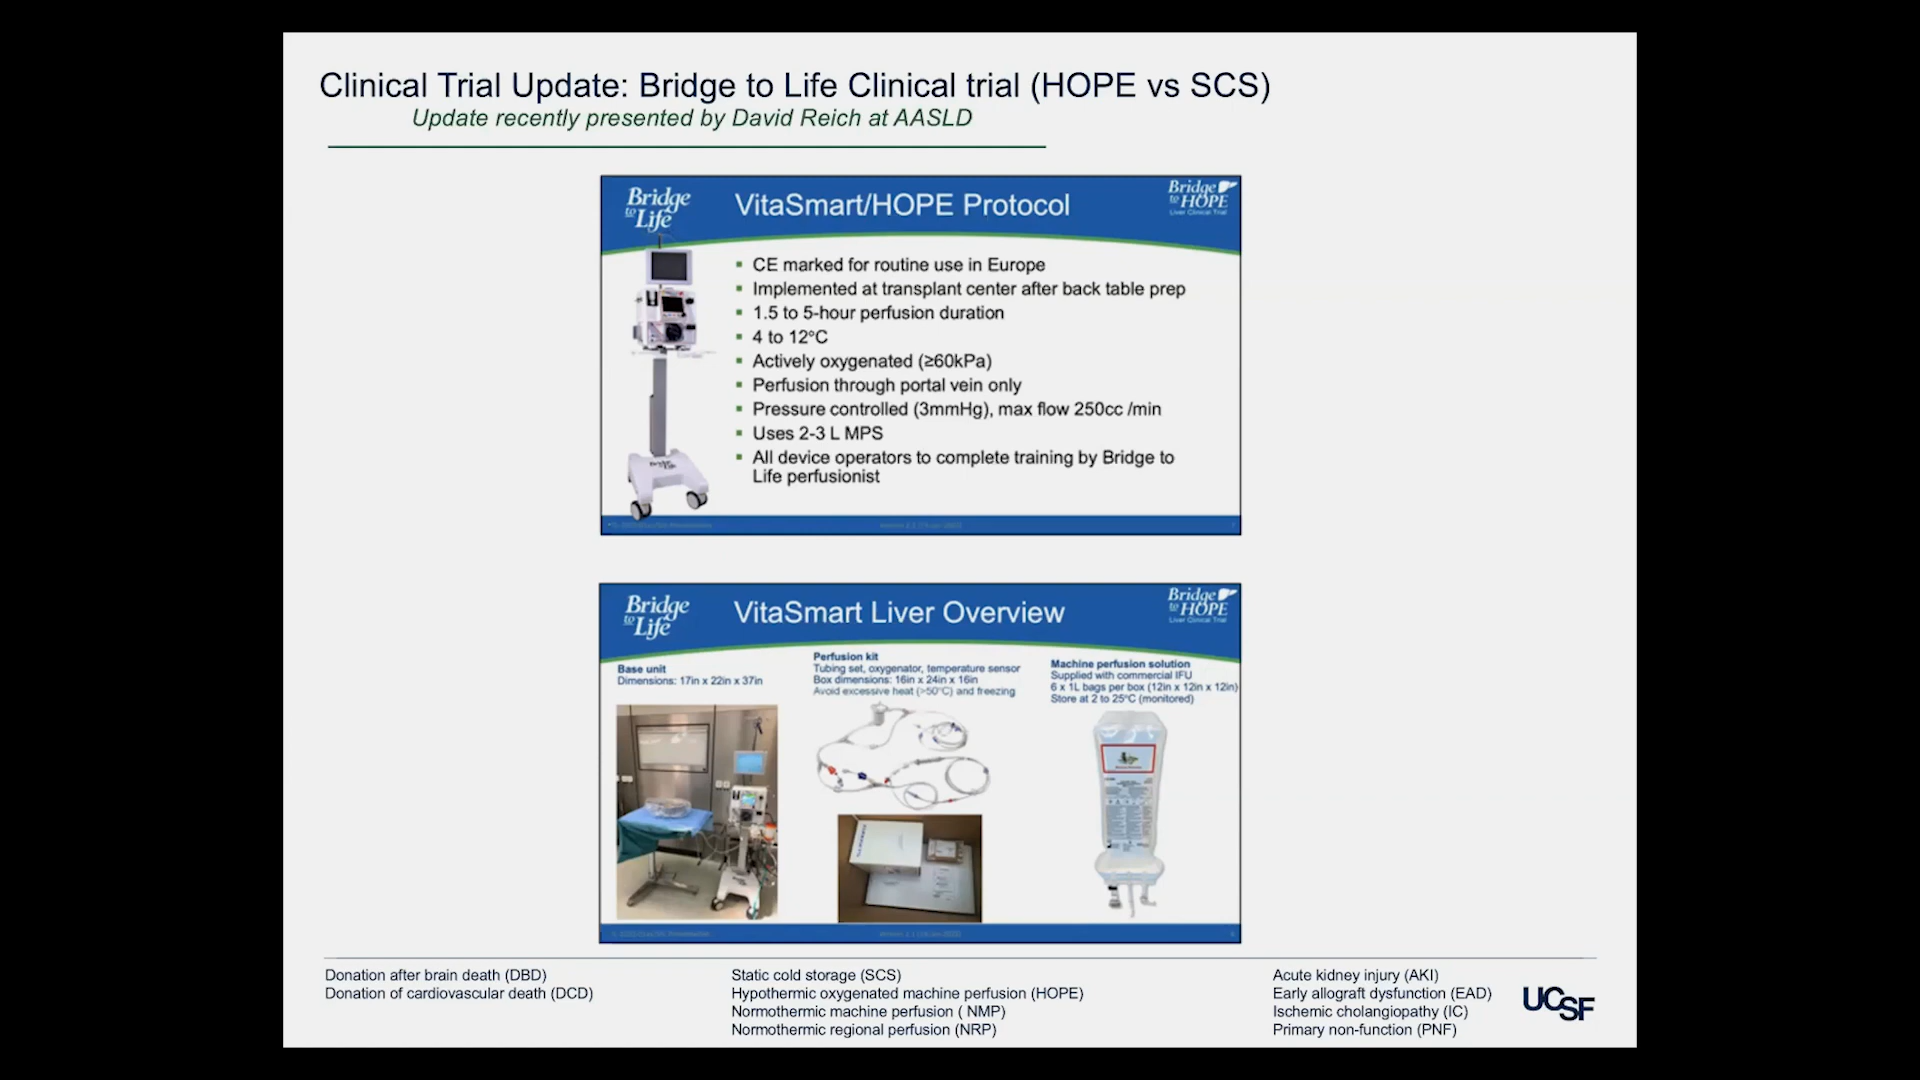 Clinical Trial Update: Bridge to Life Clinical trial (HOPE vs SCS)
Update recently presented by David Reich at AASLD
Bridge
to Life
VitaSmart/HOPE Protocol
Bridge
to HOPE
Liver Clinical Trial
CE marked for routine use in Europe
Implemented at transplant center after back table prep
1.5 to 5-hour perfusion duration
4 to 12°C
Actively oxygenated (≥60kPa)
Perfusion through portal vein only
Pressure controlled (3mmHg), max flow 250cc /min
Uses 2-3 L MPS
All device operators to complete training by Bridge to
Life perfusionist
Bridge
to Life
VitaSmart Liver Overview
Bridge
to HOPE
Liver Clinical Trial
Base unit
Dimensions: 17in x 22in x 37in
Perfusion kit
Tubing set, oxygenator, temperature sensor
Box dimensions: 16in x 24in x 16in
Avoid excessive heat (>50°C) and freezing
Machine perfusion solution
Supplied with commercial IFU
6 x 1L bags per box (12in x 12in x 12in)
Store at 2 to 25°C (monitored)
Donation after brain death (DBD)
Donation of cardiovascular death (DCD)
Static cold storage (SCS)
Hypothermic oxygenated machine perfusion (HOPE)
Normothermic machine perfusion ( NMP)
Normothermic regional perfusion (NRP)
Acute kidney injury (AKI)
Early allograft dysfunction (EAD)
Ischemic cholangiopathy (IC)
Primary non-function (PNF)
UCSF